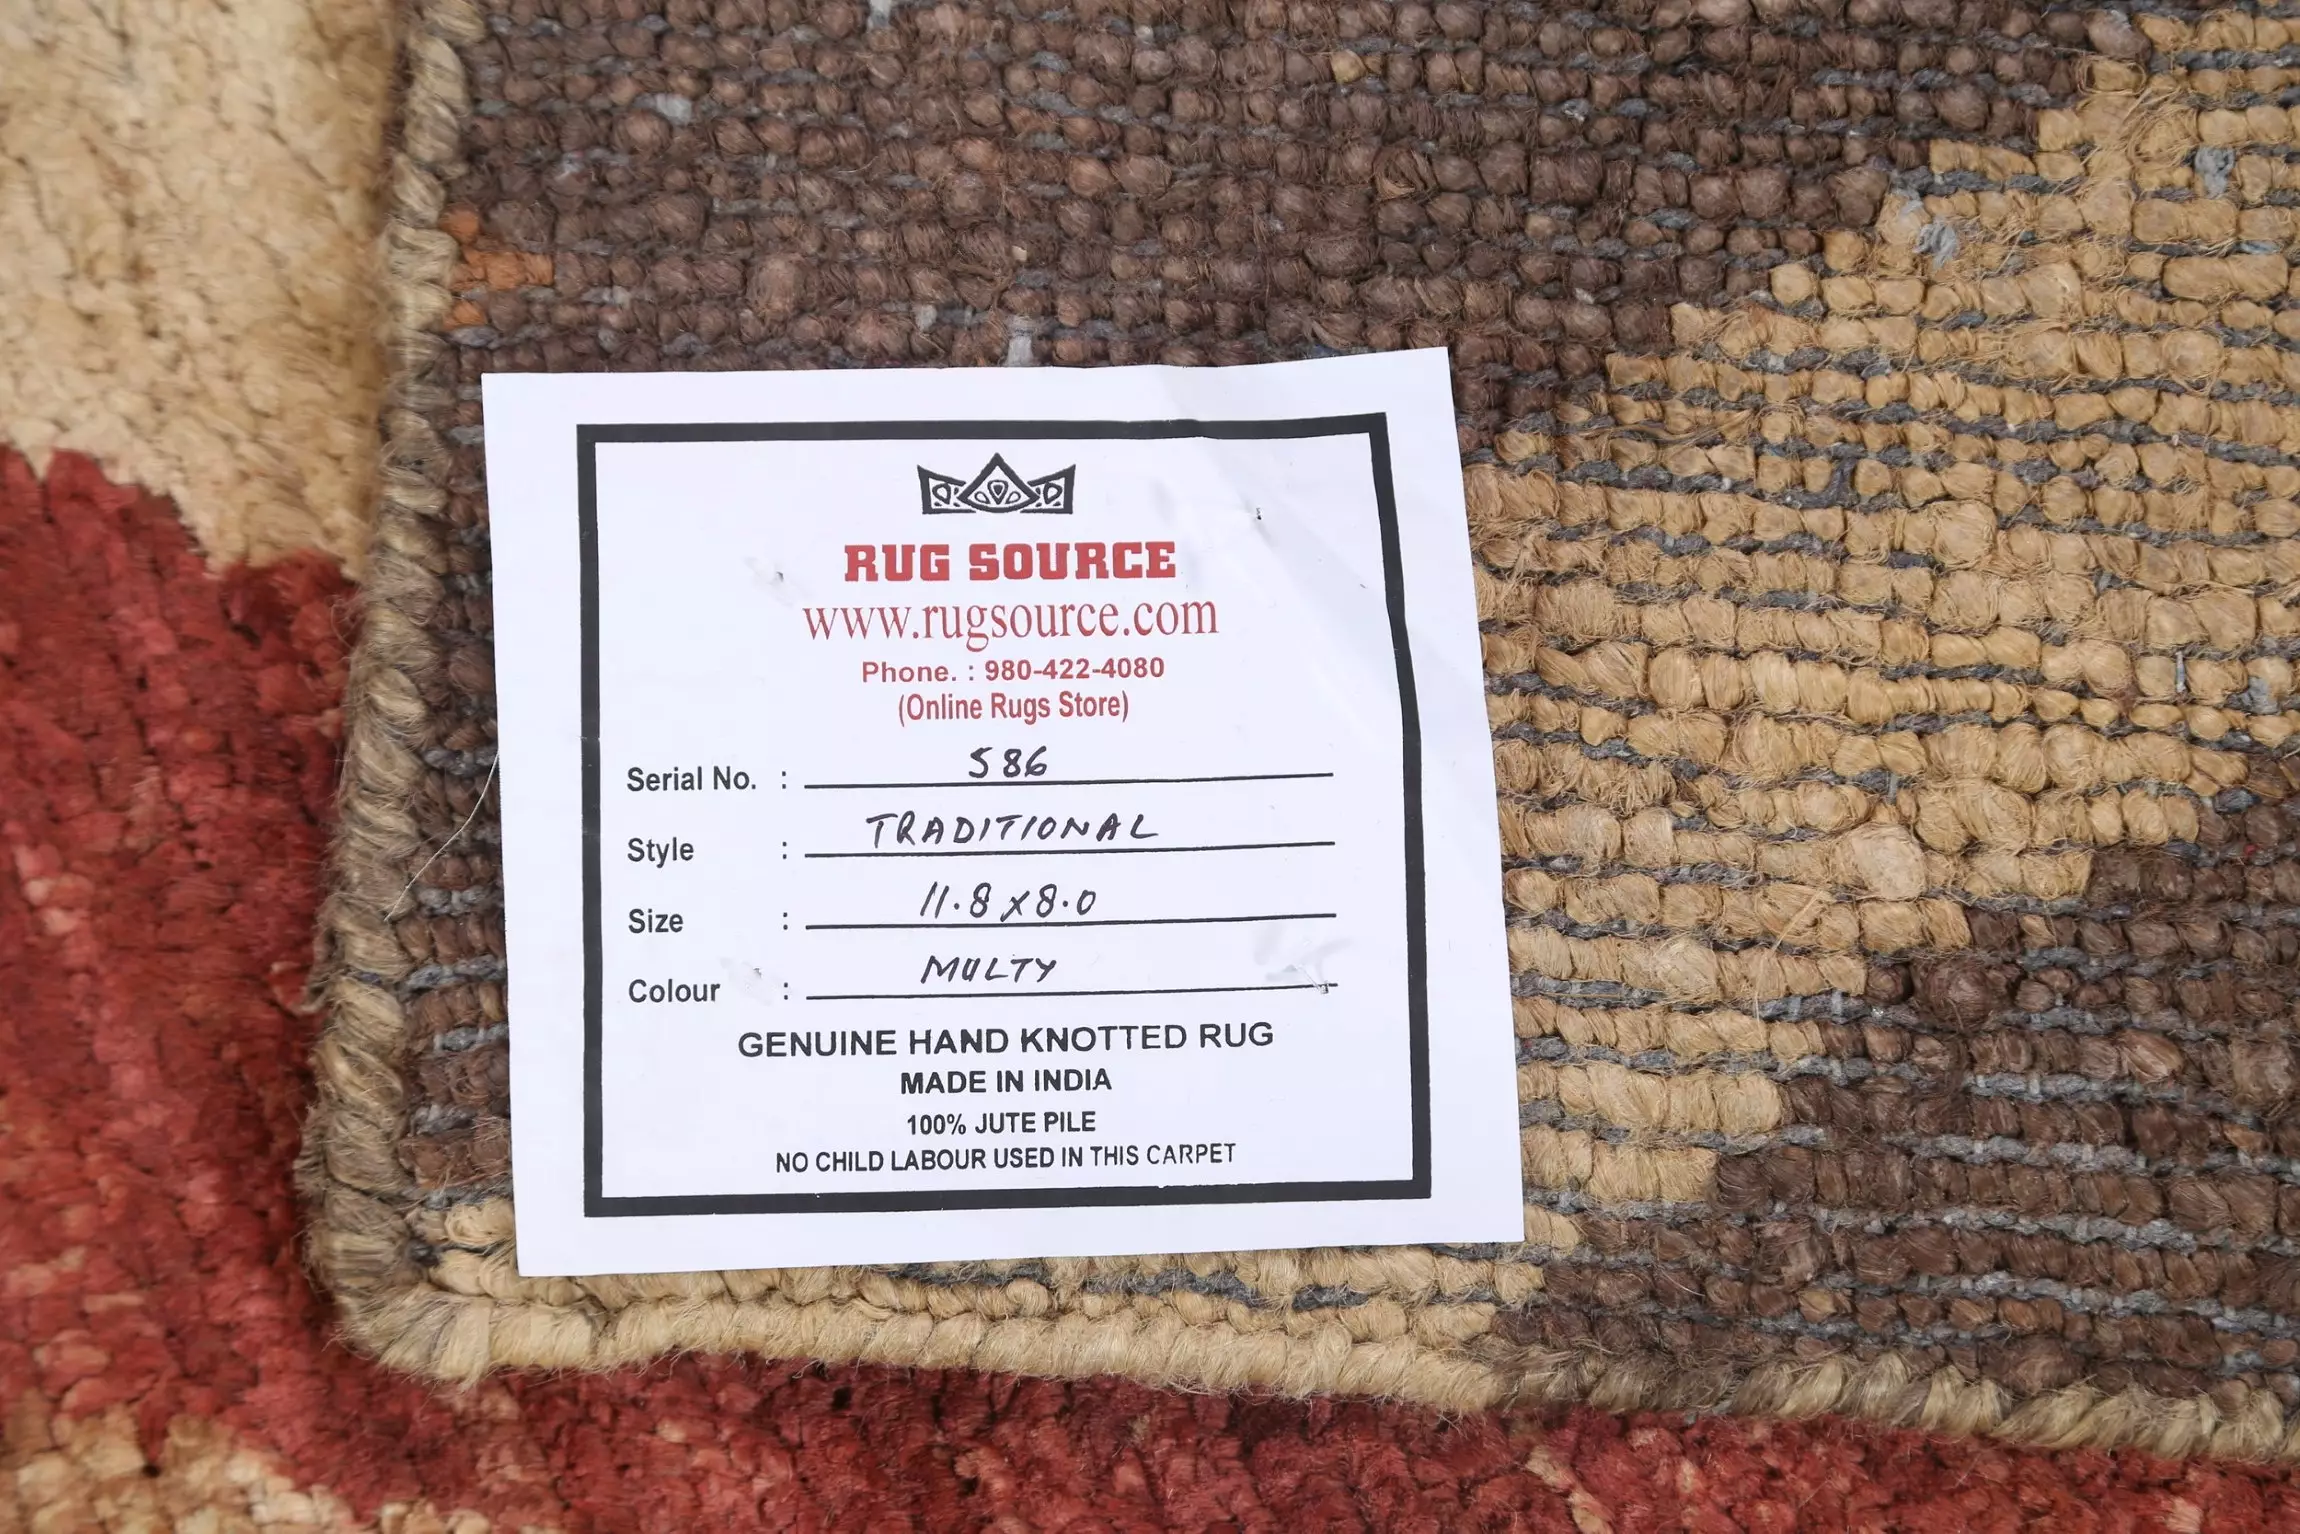 RUG SOURCE
www.rugsource.com
Phone. : 980-422-4080
(Online Rugs Store)
Serial No. : 586
Style : TRADITIONAL
Size : 11.8 x 8.0
Colour : MULTY
GENUINE HAND KNOTTED RUG
MADE IN INDIA
100% JUTE PILE
NO CHILD LABOUR USED IN THIS CARPET